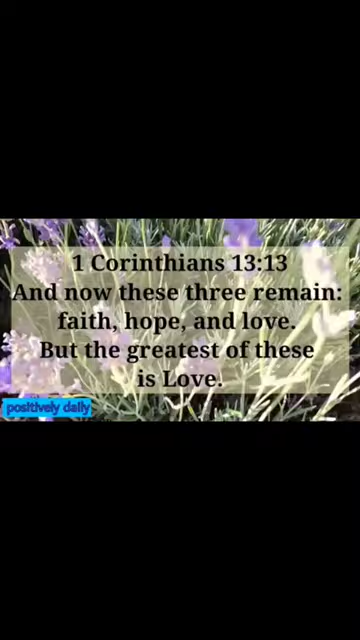 1 Corinthians 13:13
And now these three remain:
faith, hope, and love.
But the greatest of these
is Love.
positively daily